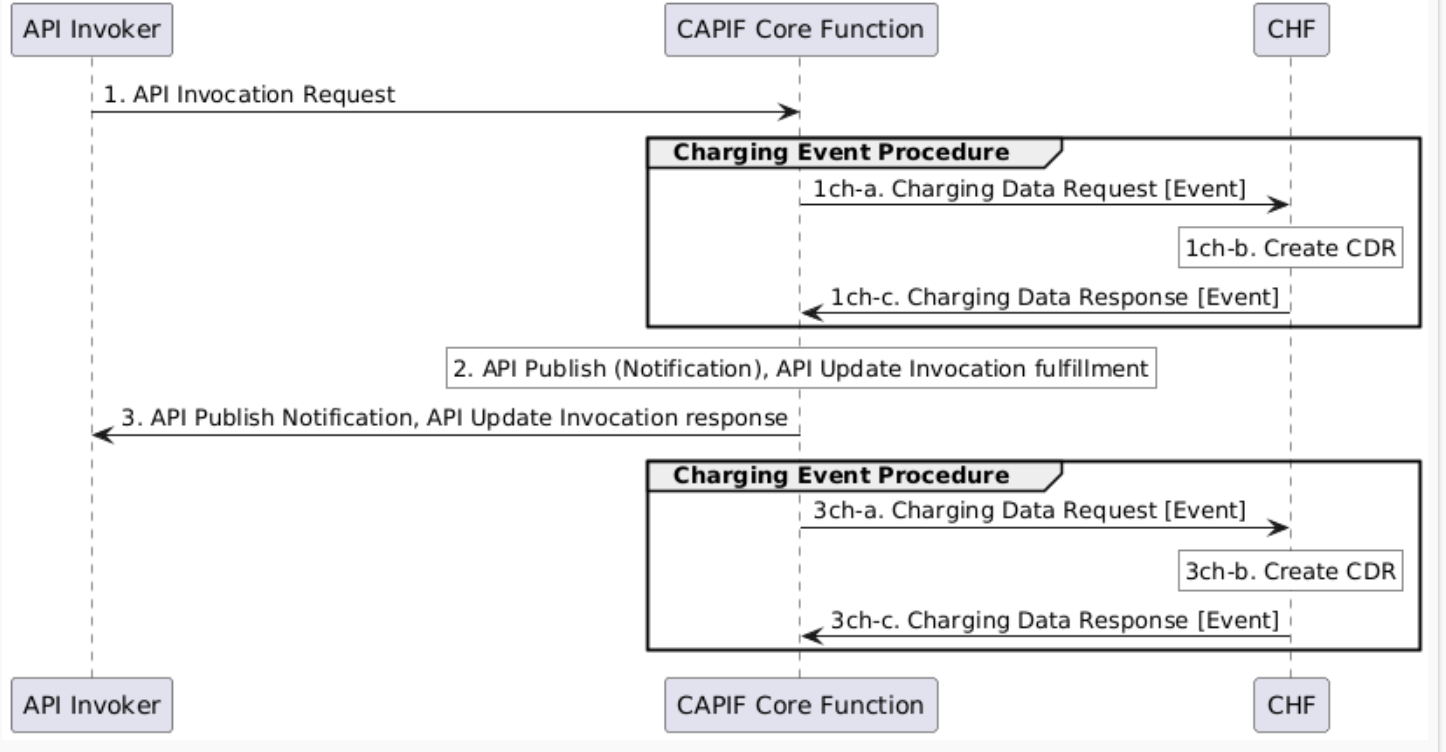 API Invoker
CAPIF Core Function
CHF
1. API Invocation Request
Charging Event Procedure
1ch-a. Charging Data Request [Event]
1ch-b. Create CDR
1ch-c. Charging Data Response [Event]
2. API Publish (Notification), API Update Invocation fulfillment
3. API Publish Notification, API Update Invocation response
Charging Event Procedure
3ch-a. Charging Data Request [Event]
3ch-b. Create CDR
3ch-c. Charging Data Response [Event]
API Invoker
CAPIF Core Function
CHF